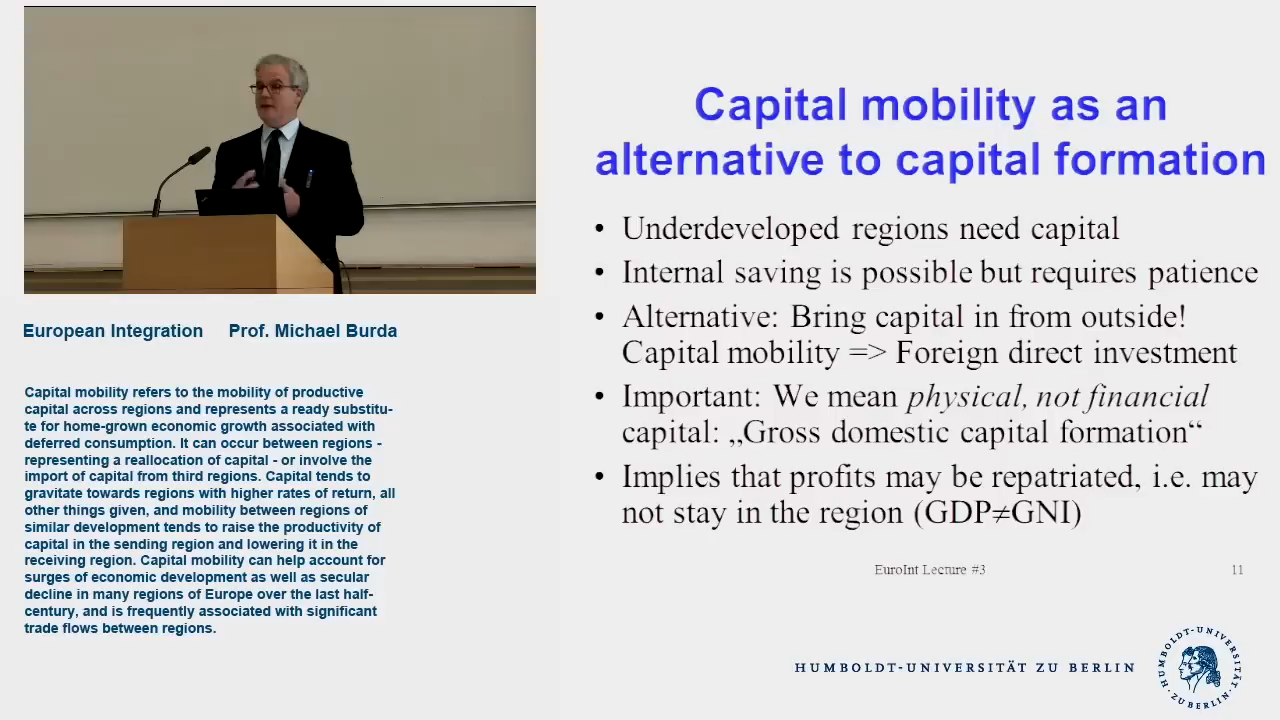 Capital mobility as an
alternative to capital formation
• Underdeveloped regions need capital
• Internal saving is possible but requires patience
• Alternative: Bring capital in from outside!
Capital mobility => Foreign direct investment
• Important: We mean physical, not financial
capital: „Gross domestic capital formation“
• Implies that profits may be repatriated, i.e. may
not stay in the region (GDP≠GNI)
EuroInt Lecture #3 11
European Integration Prof. Michael Burda
Capital mobility refers to the mobility of productive
capital across regions and represents a ready substitu-
te for home-grown economic growth associated with
deferred consumption. It can occur between regions -
representing a reallocation of capital - or involve the
import of capital from third regions. Capital tends to
gravitate towards regions with higher rates of return, all
other things given, and mobility between regions of
similar development tends to raise the productivity of
capital in the sending region and lowering it in the
receiving region. Capital mobility can help account for
surges of economic development as well as secular
decline in many regions of Europe over the last half-
century, and is frequently associated with significant
trade flows between regions.
HUMBOLDT-UNIVERSITÄT ZU BERLIN
HUMBOLDT-UNIVERSITÄT
ZU BERLIN